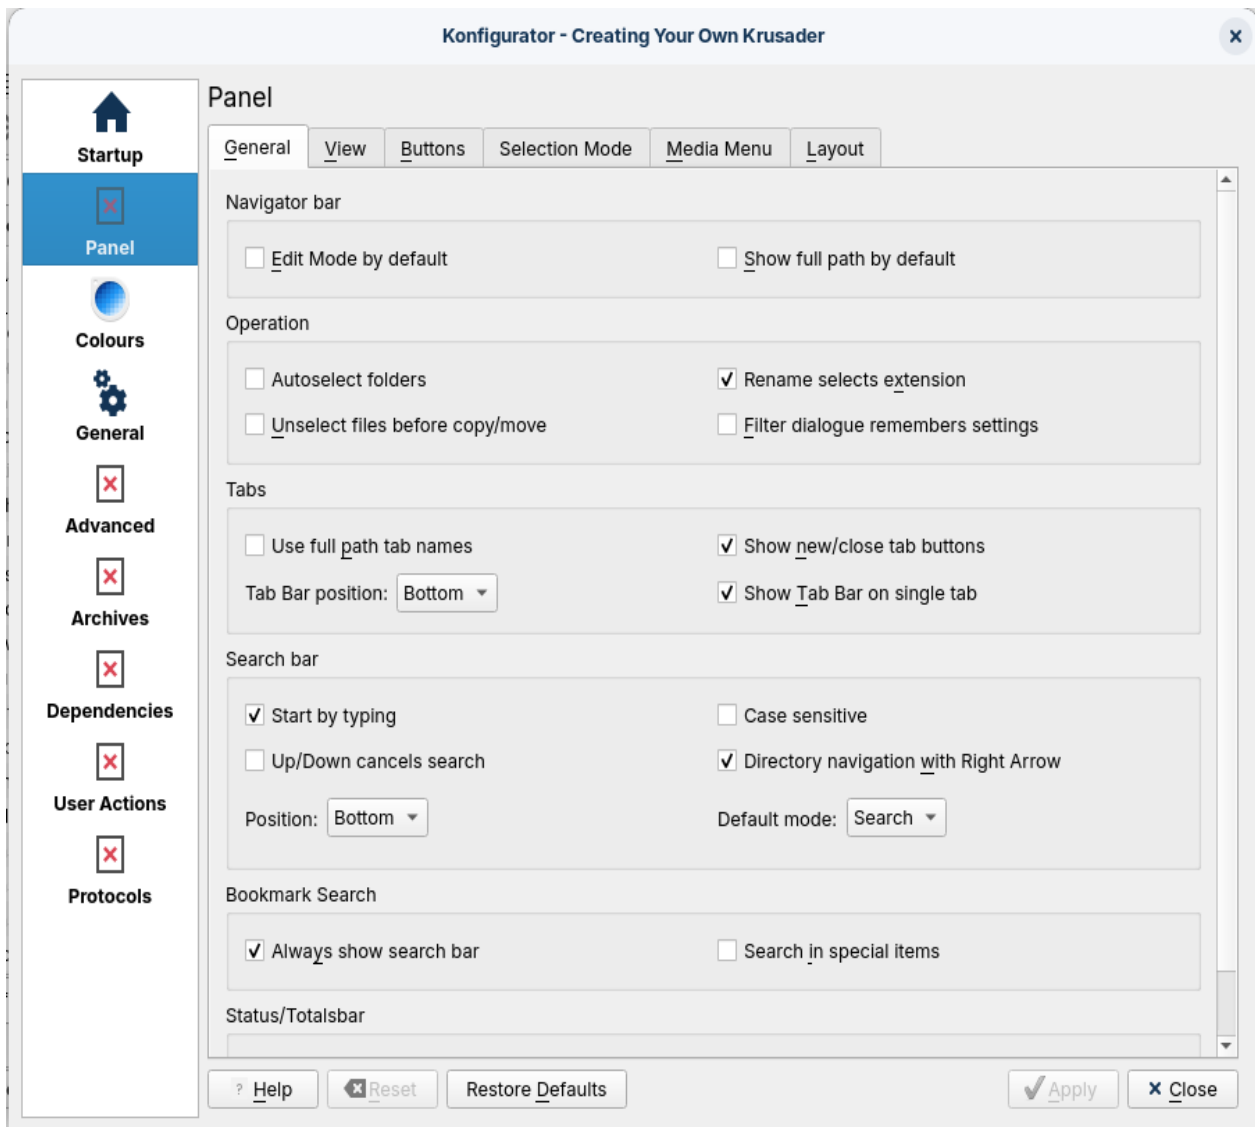 Konfigurator - Creating Your Own Krusader
Startup
Panel
Colours
General
Advanced
Archives
Dependencies
User Actions
Protocols
Panel
General View Buttons Selection Mode Media Menu Layout
Navigator bar
Edit Mode by default Show full path by default
Operation
Autoselect folders Rename selects extension
Unselect files before copy/move Filter dialogue remembers settings
Tabs
Use full path tab names Show new/close tab buttons
Tab Bar position: Bottom Show Tab Bar on single tab
Search bar
Start by typing Case sensitive
Up/Down cancels search Directory navigation with Right Arrow
Position: Bottom Default mode: Search
Bookmark Search
Always show search bar Search in special items
Status/Totalsbar
? Help Reset Restore Defaults Apply Close